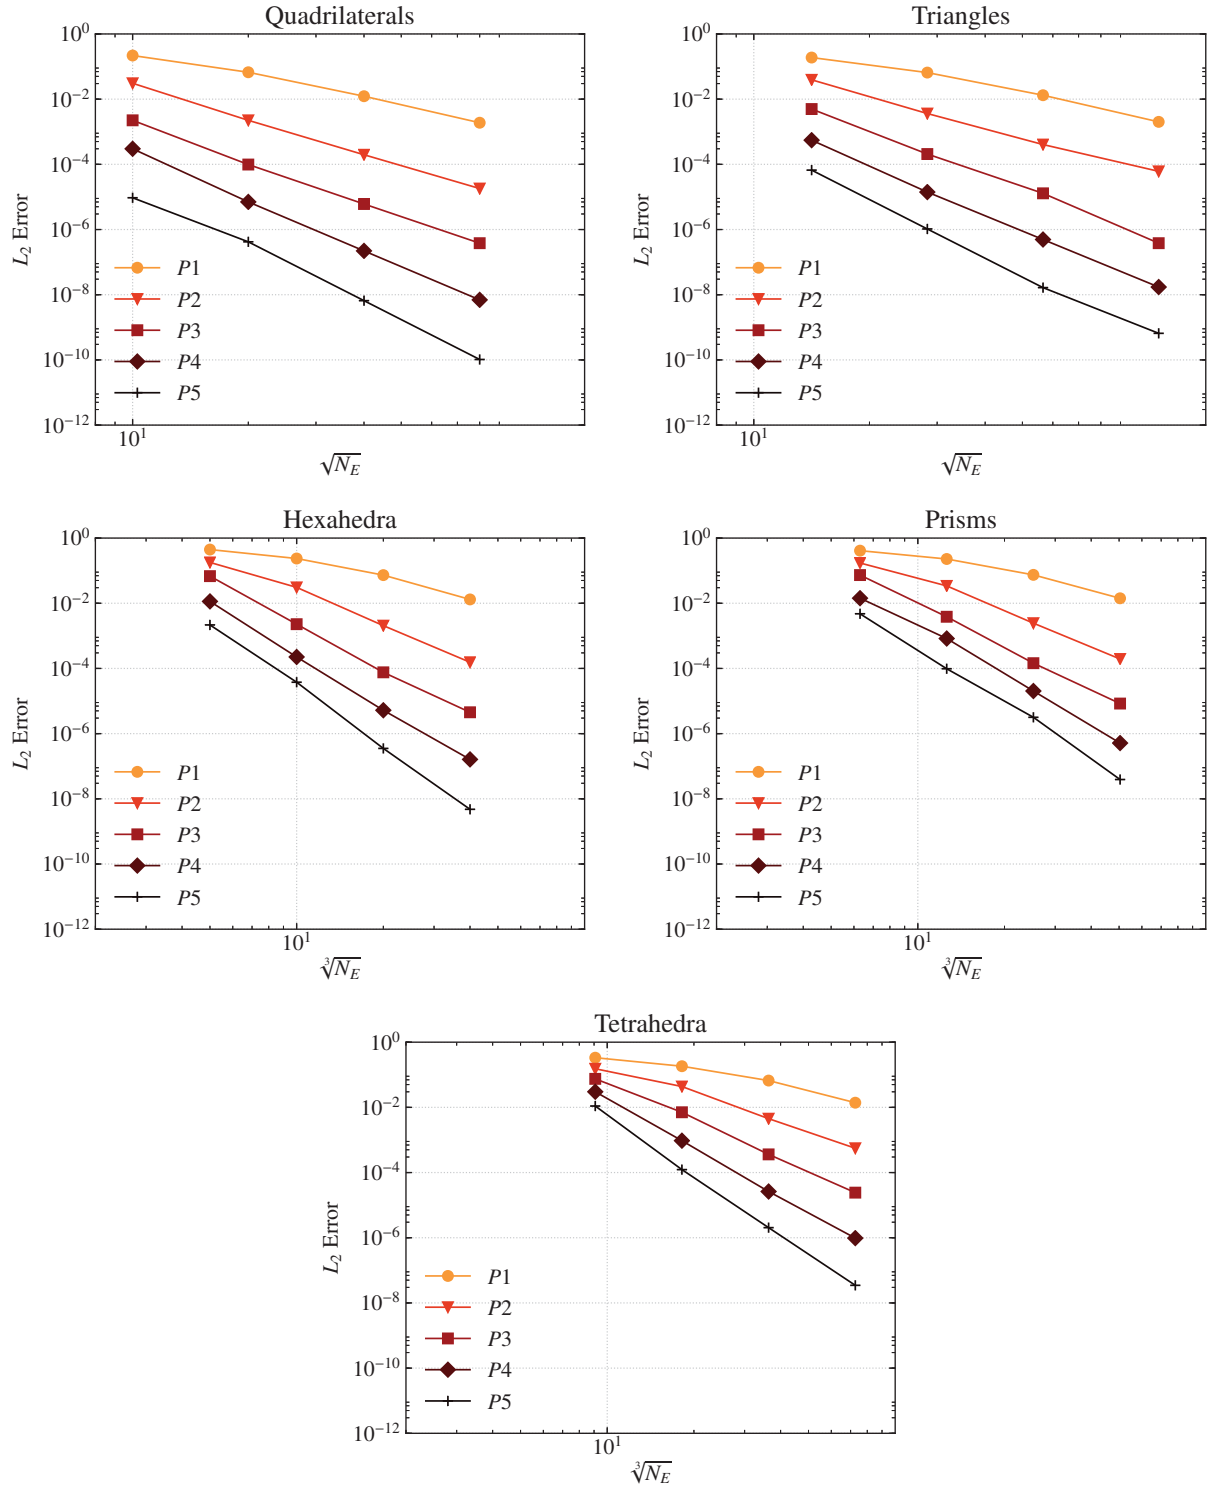 Quadrilaterals
10^0
10^-2
10^-4
10^-6
10^-8
10^-10
10^-12
L_2 Error
P1
P2
P3
P4
P5
10^1
√N_E
Triangles
10^0
10^-2
10^-4
10^-6
10^-8
10^-10
10^-12
L_2 Error
P1
P2
P3
P4
P5
10^1
√N_E
Hexahedra
10^0
10^-2
10^-4
10^-6
10^-8
10^-10
10^-12
L_2 Error
P1
P2
P3
P4
P5
10^1
∛N_E
Prisms
10^0
10^-2
10^-4
10^-6
10^-8
10^-10
10^-12
L_2 Error
P1
P2
P3
P4
P5
10^1
∛N_E
Tetrahedra
10^0
10^-2
10^-4
10^-6
10^-8
10^-10
10^-12
L_2 Error
P1
P2
P3
P4
P5
10^1
∛N_E